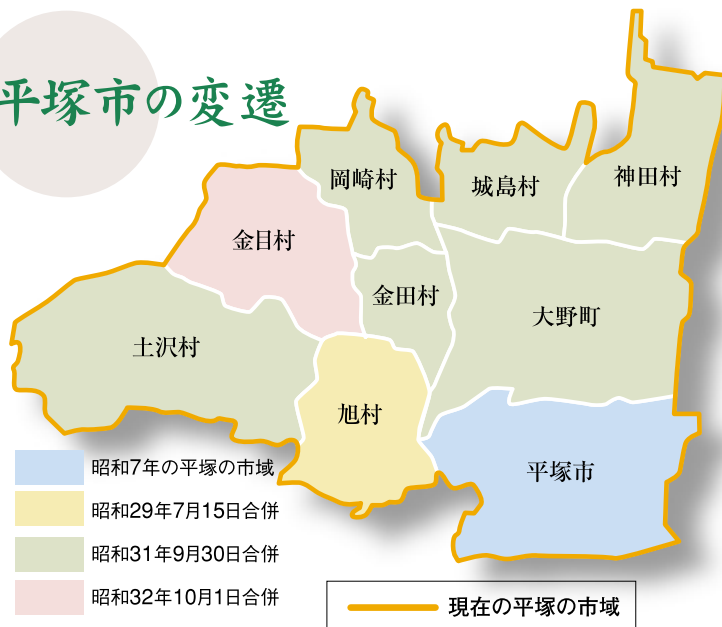 平塚市の変遷
岡崎村
城島村
神田村
金目村
金田村
大野町
土沢村
旭村
平塚市
昭和7年の平塚の市域
昭和29年7月15日合併
昭和31年9月30日合併
昭和32年10月1日合併
現在の平塚の市域